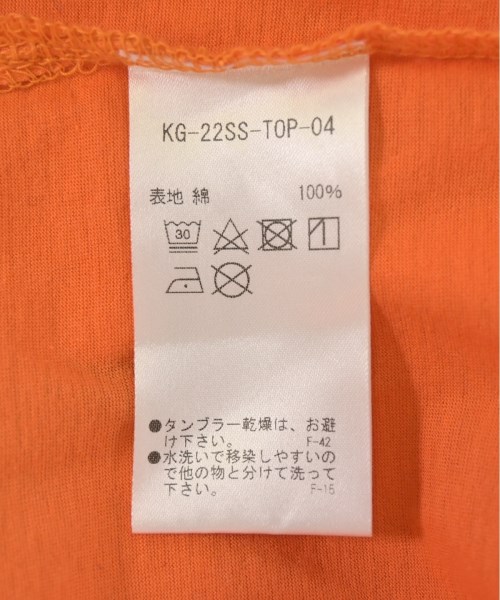 KG-22SS-TOP-04
表地 綿 100%
30
●タンブラー乾燥は、お避
け下さい。 F-42
●水洗いで移染しやすいの
で他の物と分けて洗って
下さい。 F-15